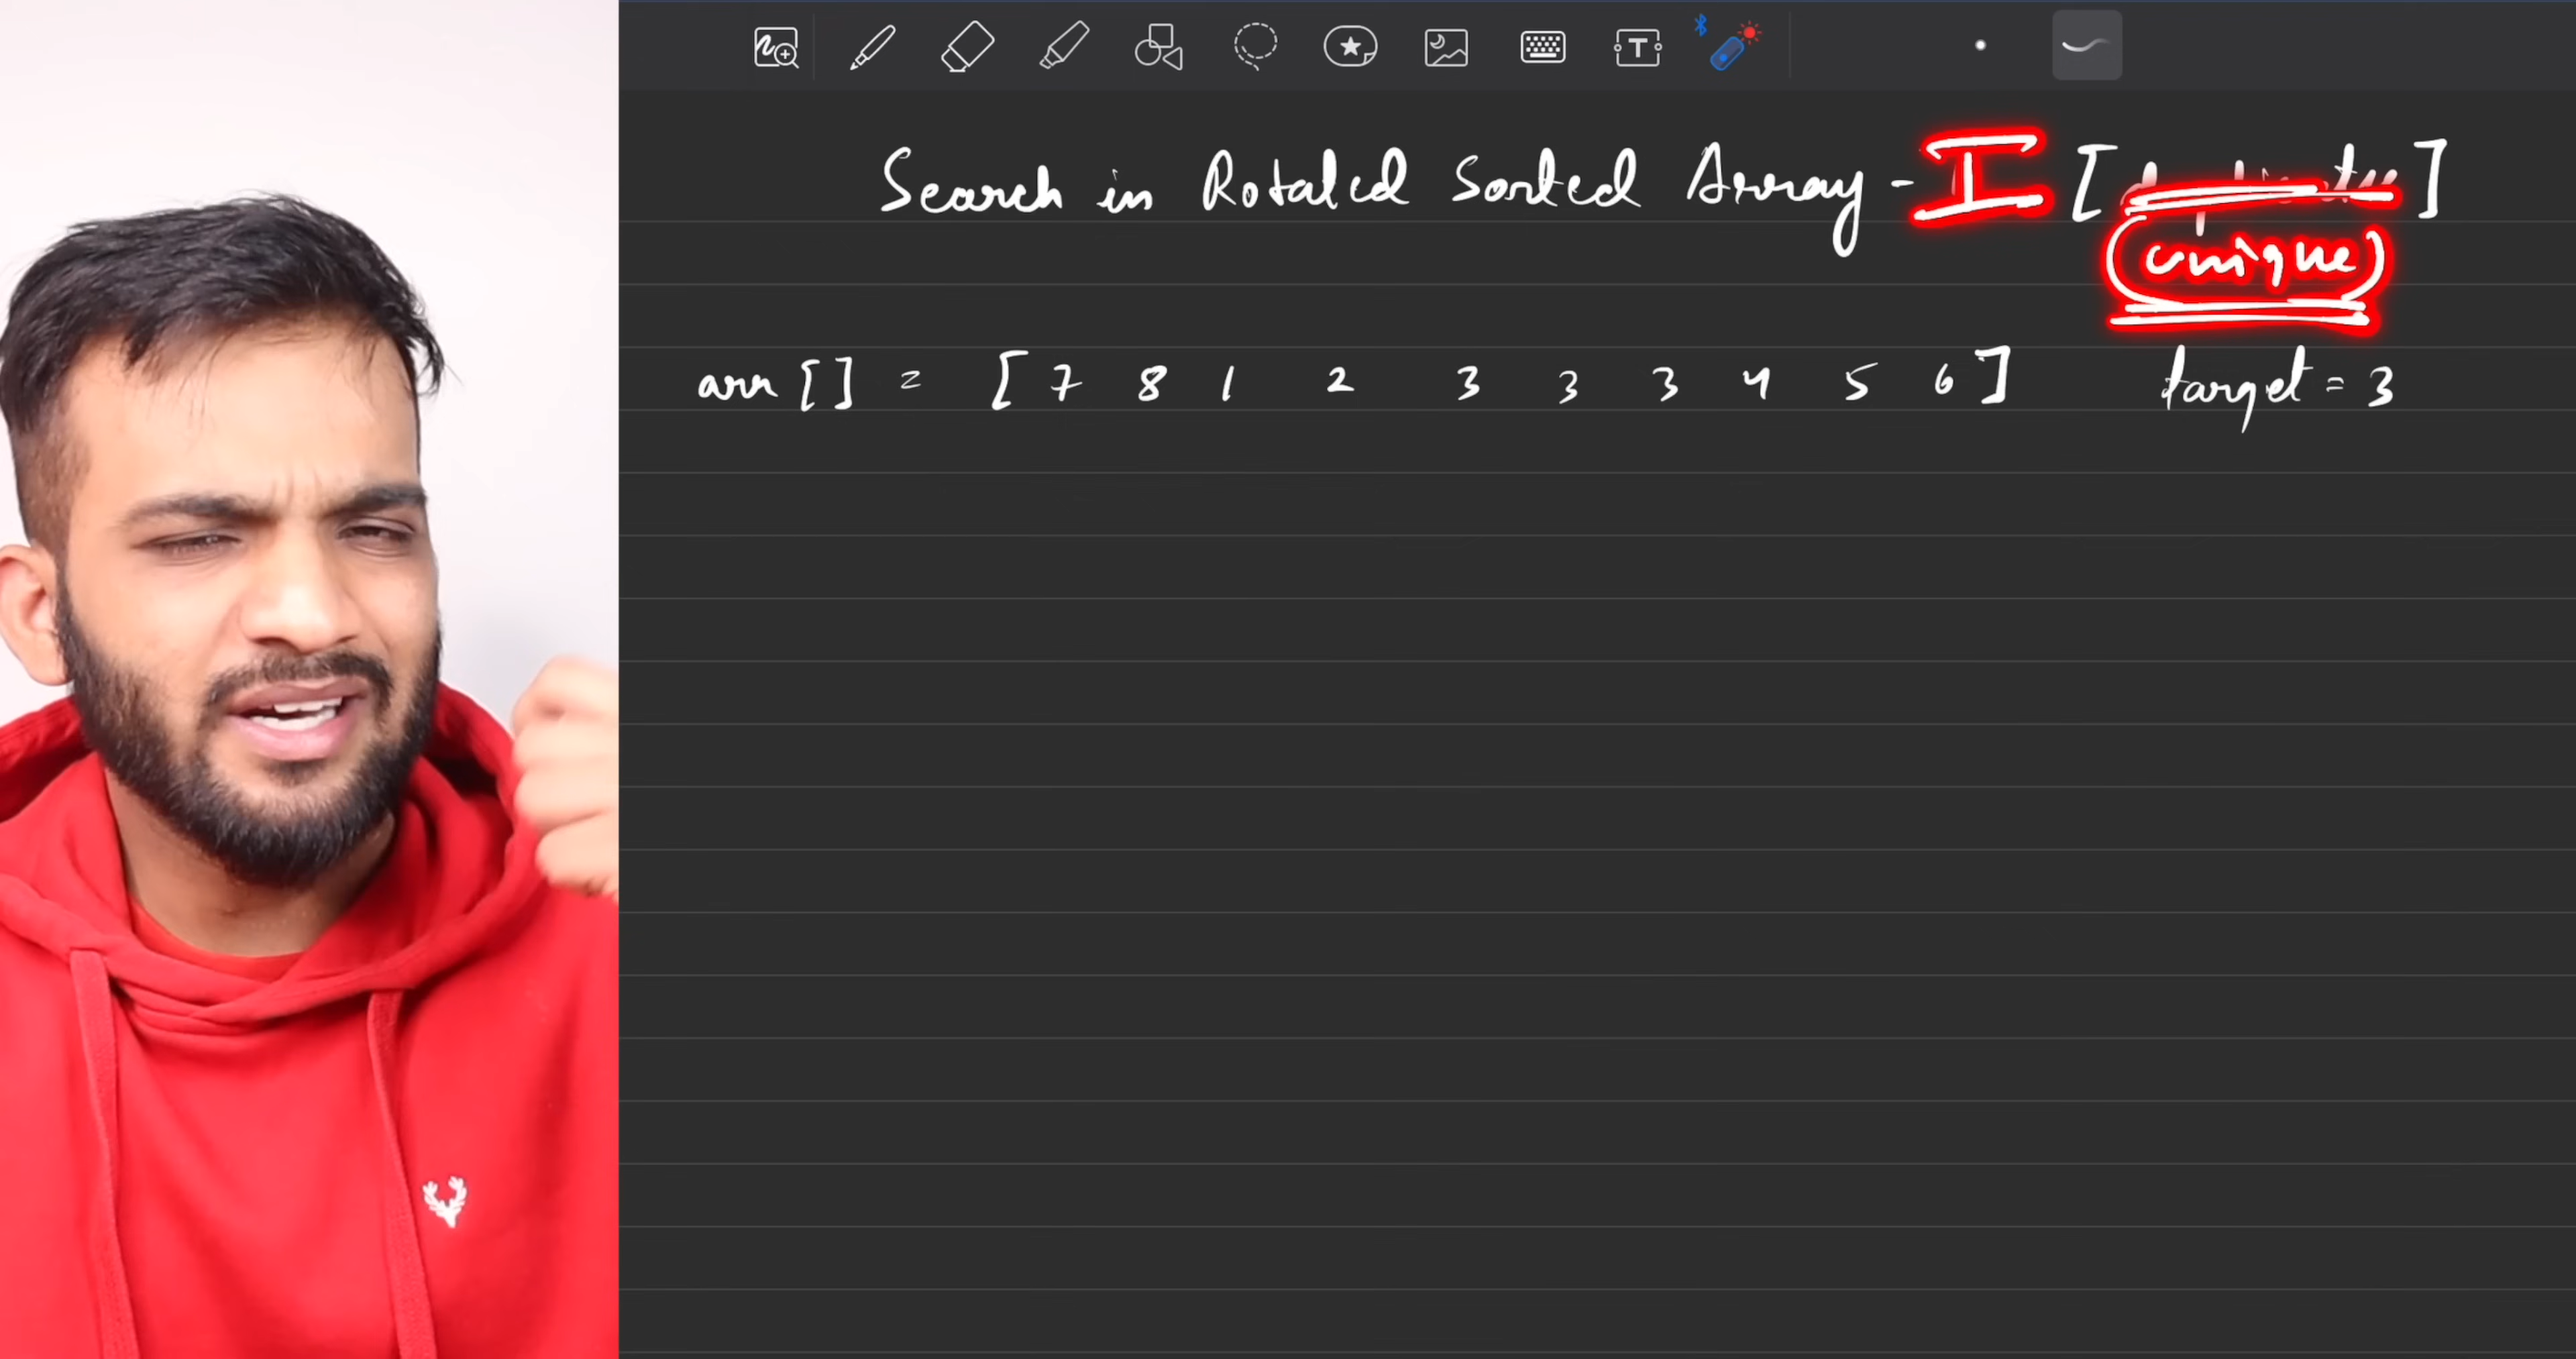 Search in Rotated Sorted Array - I [ ]
unique
arr [] = [ 7 8 1 2 3 3 3 4 5 6 ] target = 3